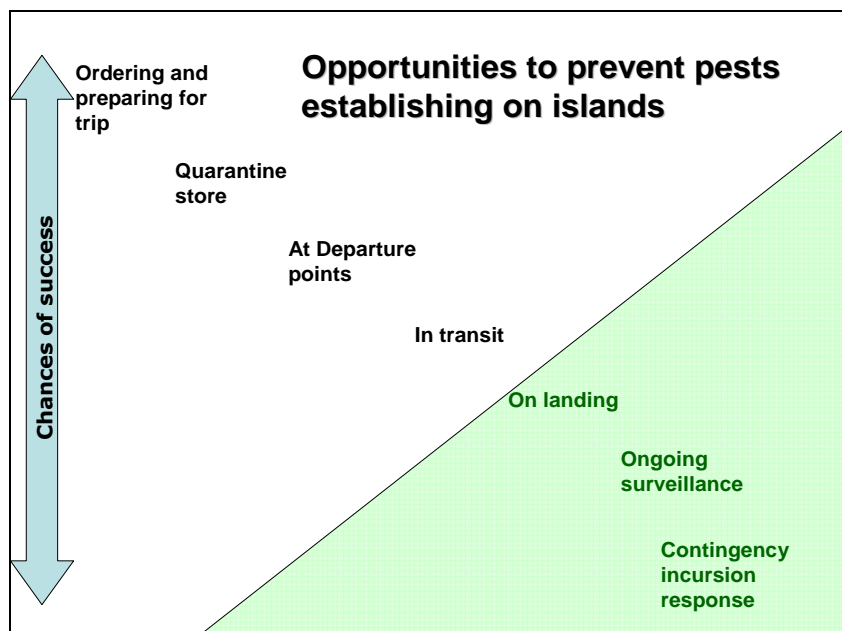 Opportunities to prevent pests
establishing on islands
Ordering and
preparing for
trip
Quarantine
store
At Departure
points
In transit
On landing
Ongoing
surveillance
Contingency
incursion
response
Chances of success